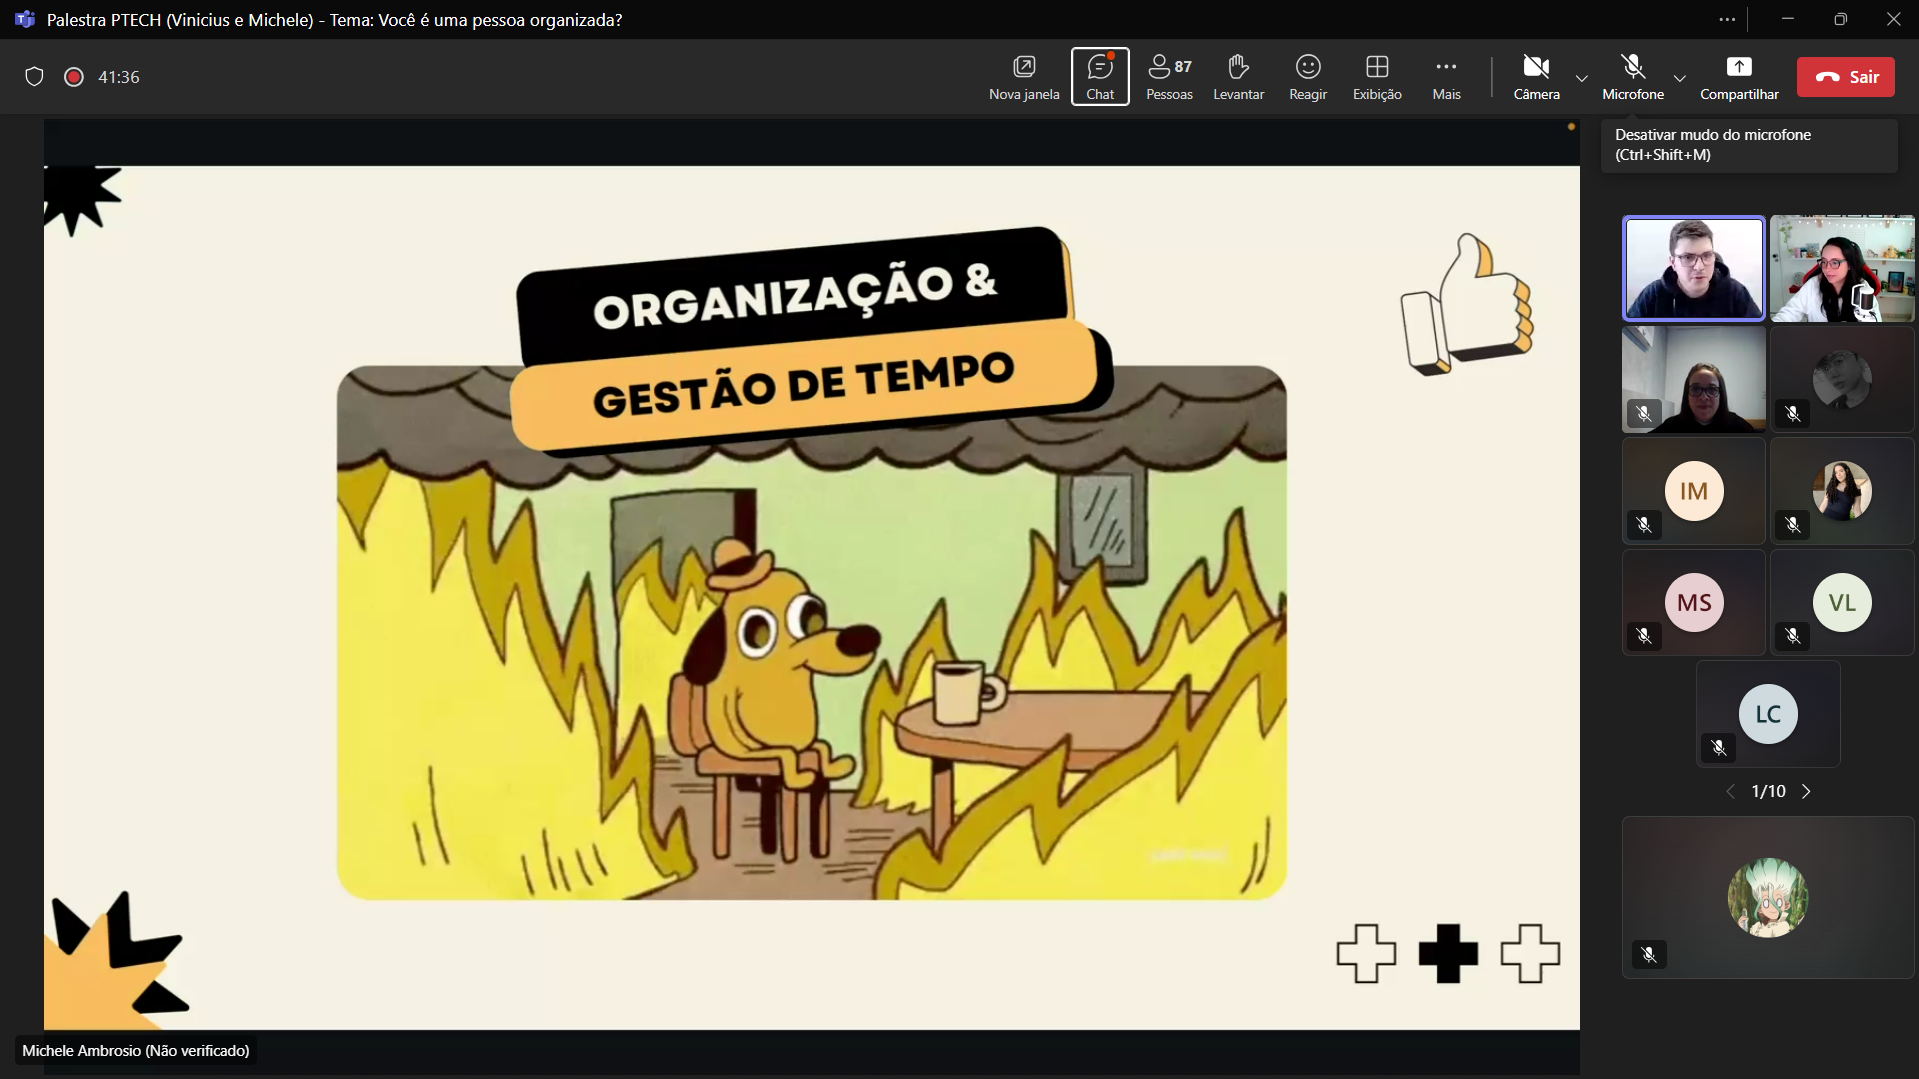 Palestra PTECH (Vinicius e Michele) - Tema: Você é uma pessoa organizada?
41:36
Nova janela
Chat
87
Pessoas
Levantar
Reagir
Exibição
Mais
Câmera
Microfone
Compartilhar
Sair
Desativar mudo do microfone
(Ctrl+Shift+M)
ORGANIZAÇÃO &
GESTÃO DE TEMPO
IM
MS
VL
LC
1/10
Michele Ambrosio (Não verificado)